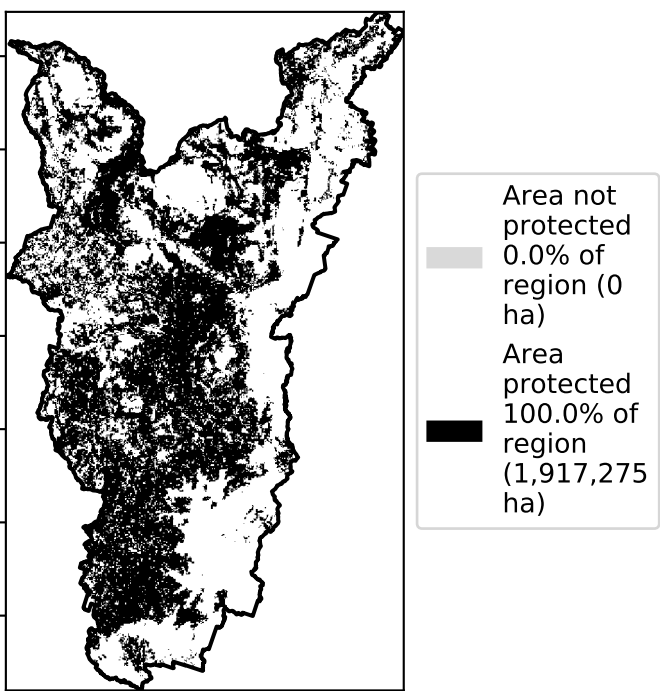 Area not
protected
0.0% of
region (0
ha)
Area
protected
100.0% of
region
(1,917,275
ha)